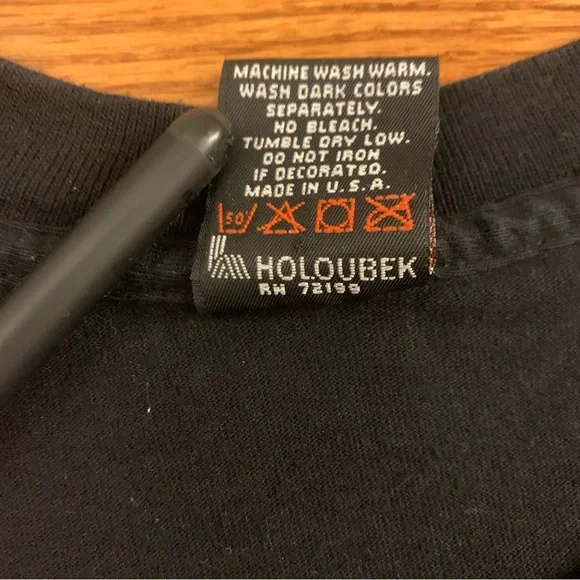 MACHINE WASH WARM.
WASH DARK COLORS
SEPARATELY.
NO BLEACH.
TUMBLE DRY LOW.
DO NOT IRON
IF DECORATED.
MADE IN U.S.A.
50
HOLOUBEK
RN 72199